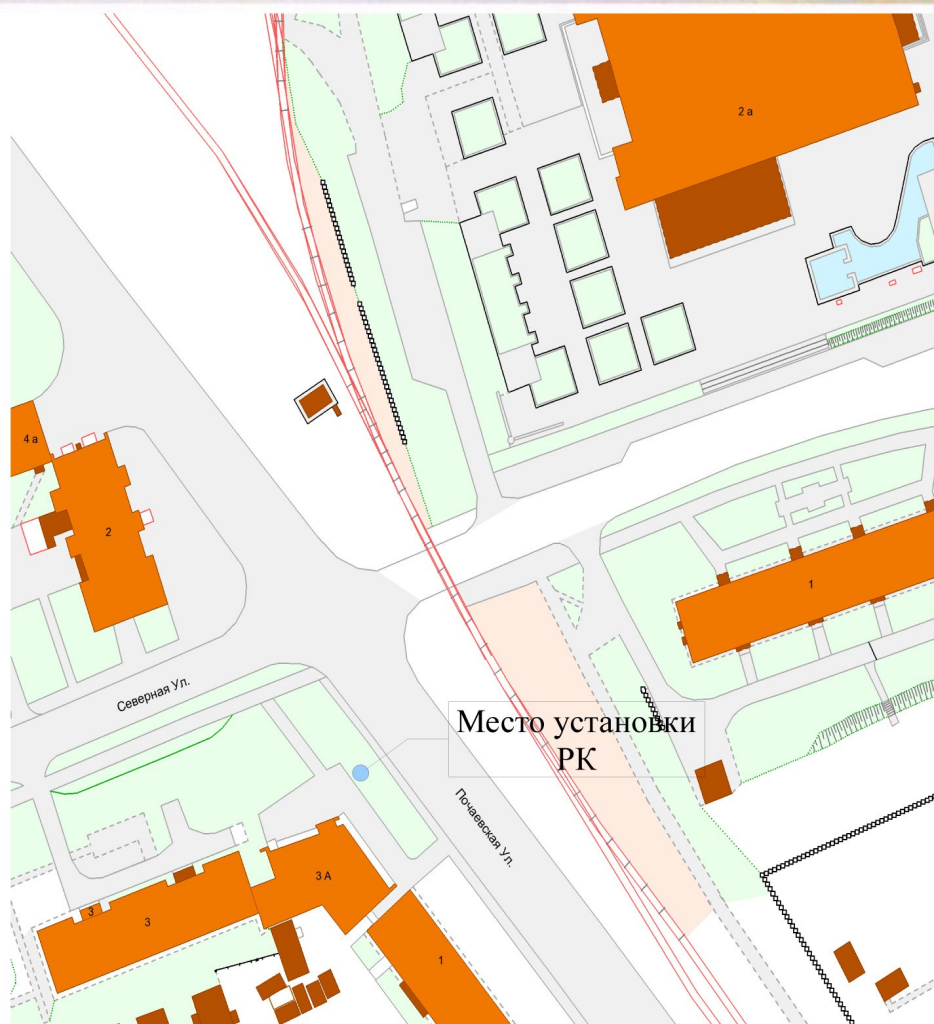 2 а
4 а
2
1
Северная Ул.
Место установки
РК
Почаевская Ул.
3 А
3
3
1